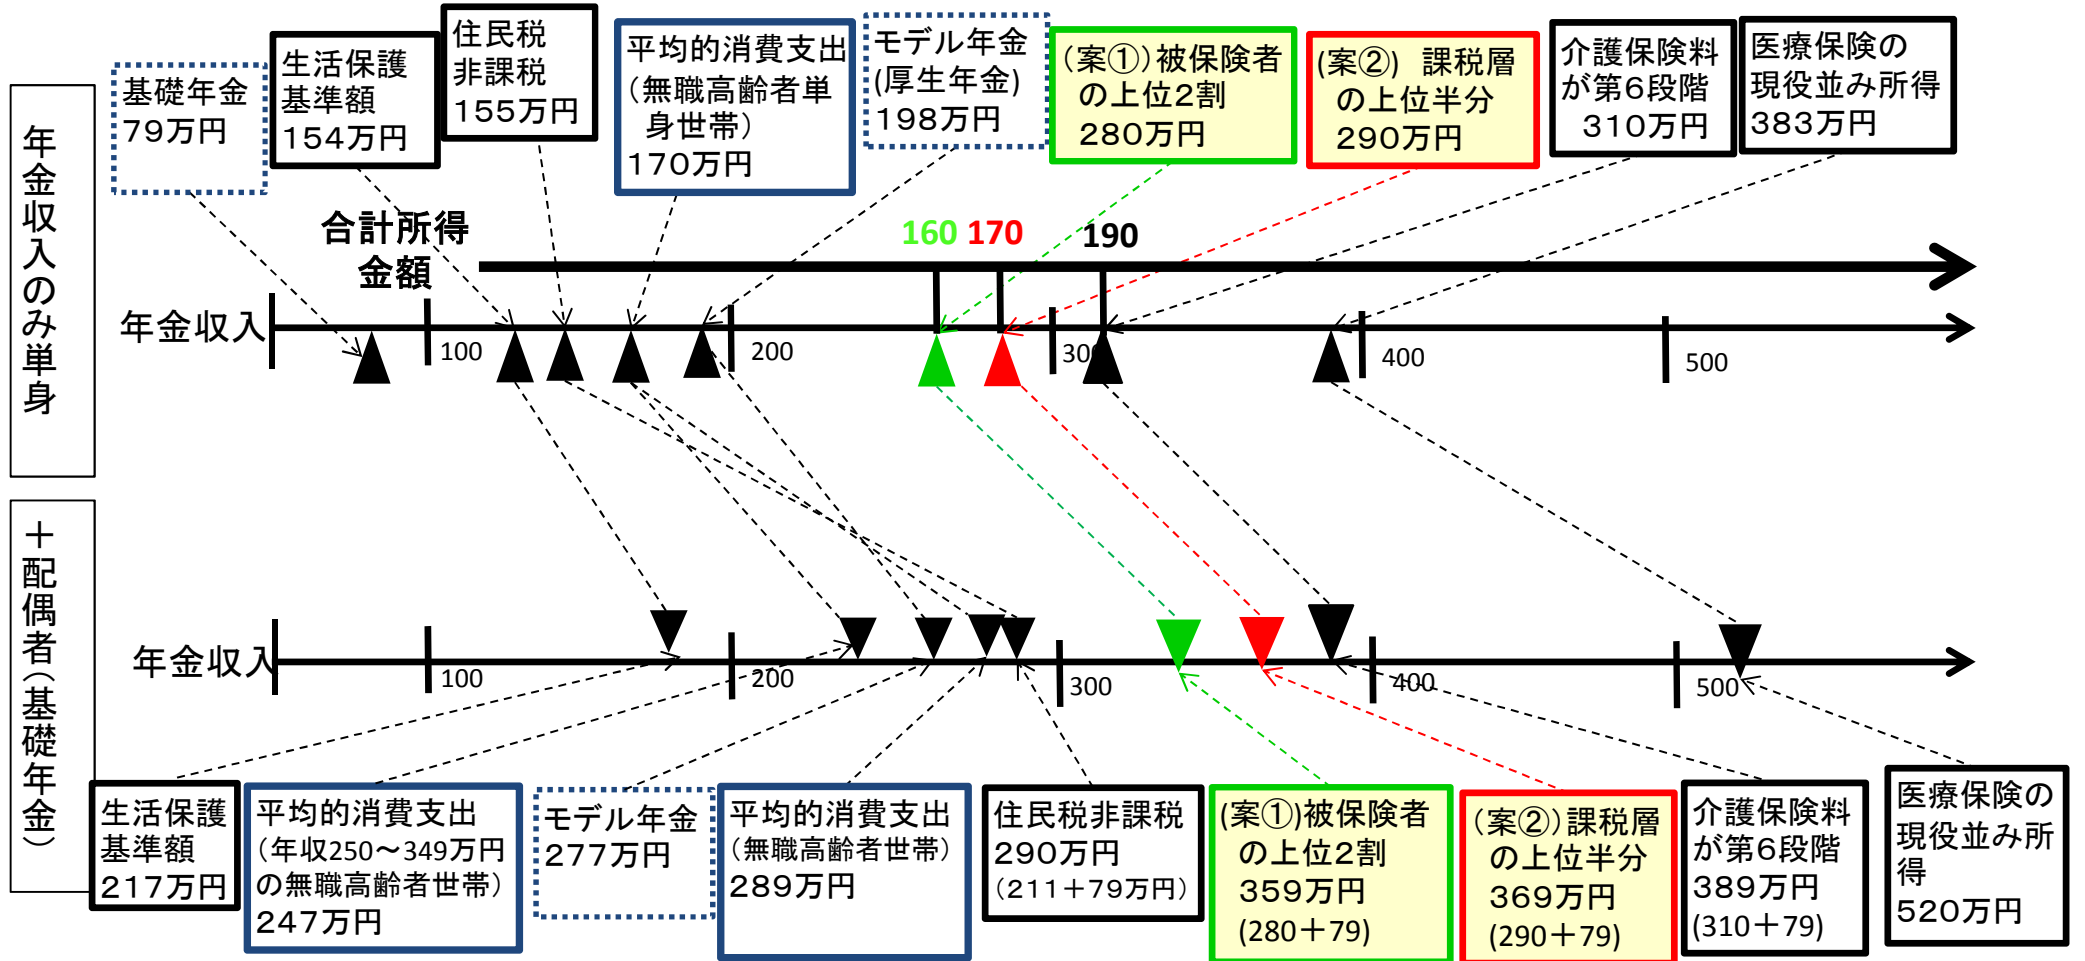 年金収入のみ単身
基礎年金
79万円
生活保護
基準額
154万円
住民税
非課税
155万円
平均的消費支出
（無職高齢者単
身世帯）
170万円
モデル年金
(厚生年金)
198万円
（案①）被保険者
の上位２割
280万円
(案②) 課税層
の上位半分
290万円
介護保険料
が第６段階
310万円
医療保険の
現役並み所得
383万円
合計所得
金額
160
170
190
年金収入
100
200
300
400
500
＋配偶者（基礎年金）
年金収入
100
200
300
400
500
生活保護
基準額
217万円
平均的消費支出
（年収250～349万円
の無職高齢者世帯）
247万円
モデル年金
277万円
平均的消費支出
（無職高齢者世帯）
289万円
住民税非課税
290万円
（211＋79万円）
(案①)被保険者
の上位２割
359万円
(280＋79)
（案②）課税層
の上位半分
369万円
(290＋79)
介護保険料
が第６段階
389万円
(310＋79)
医療保険の
現役並み所
得
520万円